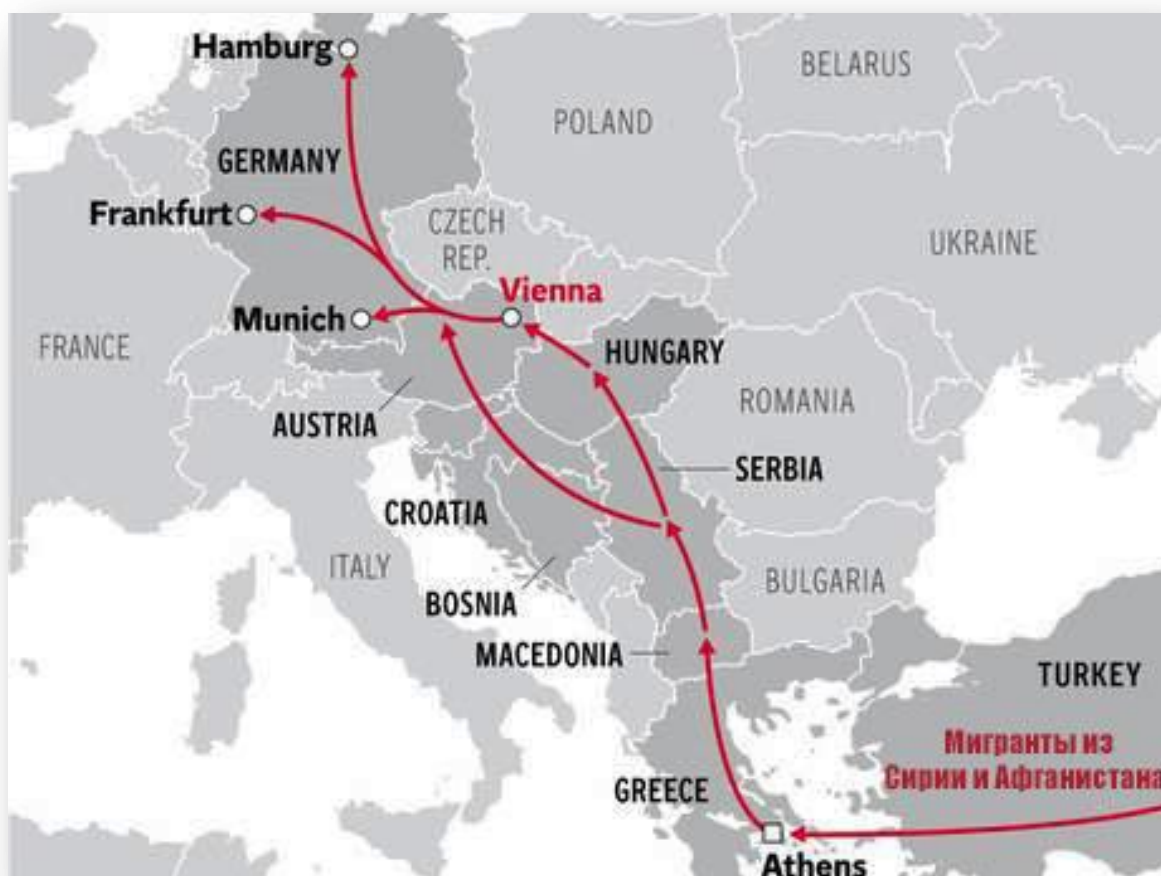 Hamburg
BELARUS
POLAND
GERMANY
Frankfurt
CZECH
REP.
UKRAINE
Vienna
Munich
FRANCE
HUNGARY
ROMANIA
AUSTRIA
SERBIA
CROATIA
ITALY
BULGARIA
BOSNIA
MACEDONIA
TURKEY
Мигранты из
Сирии и Афганистана
GREECE
Athens